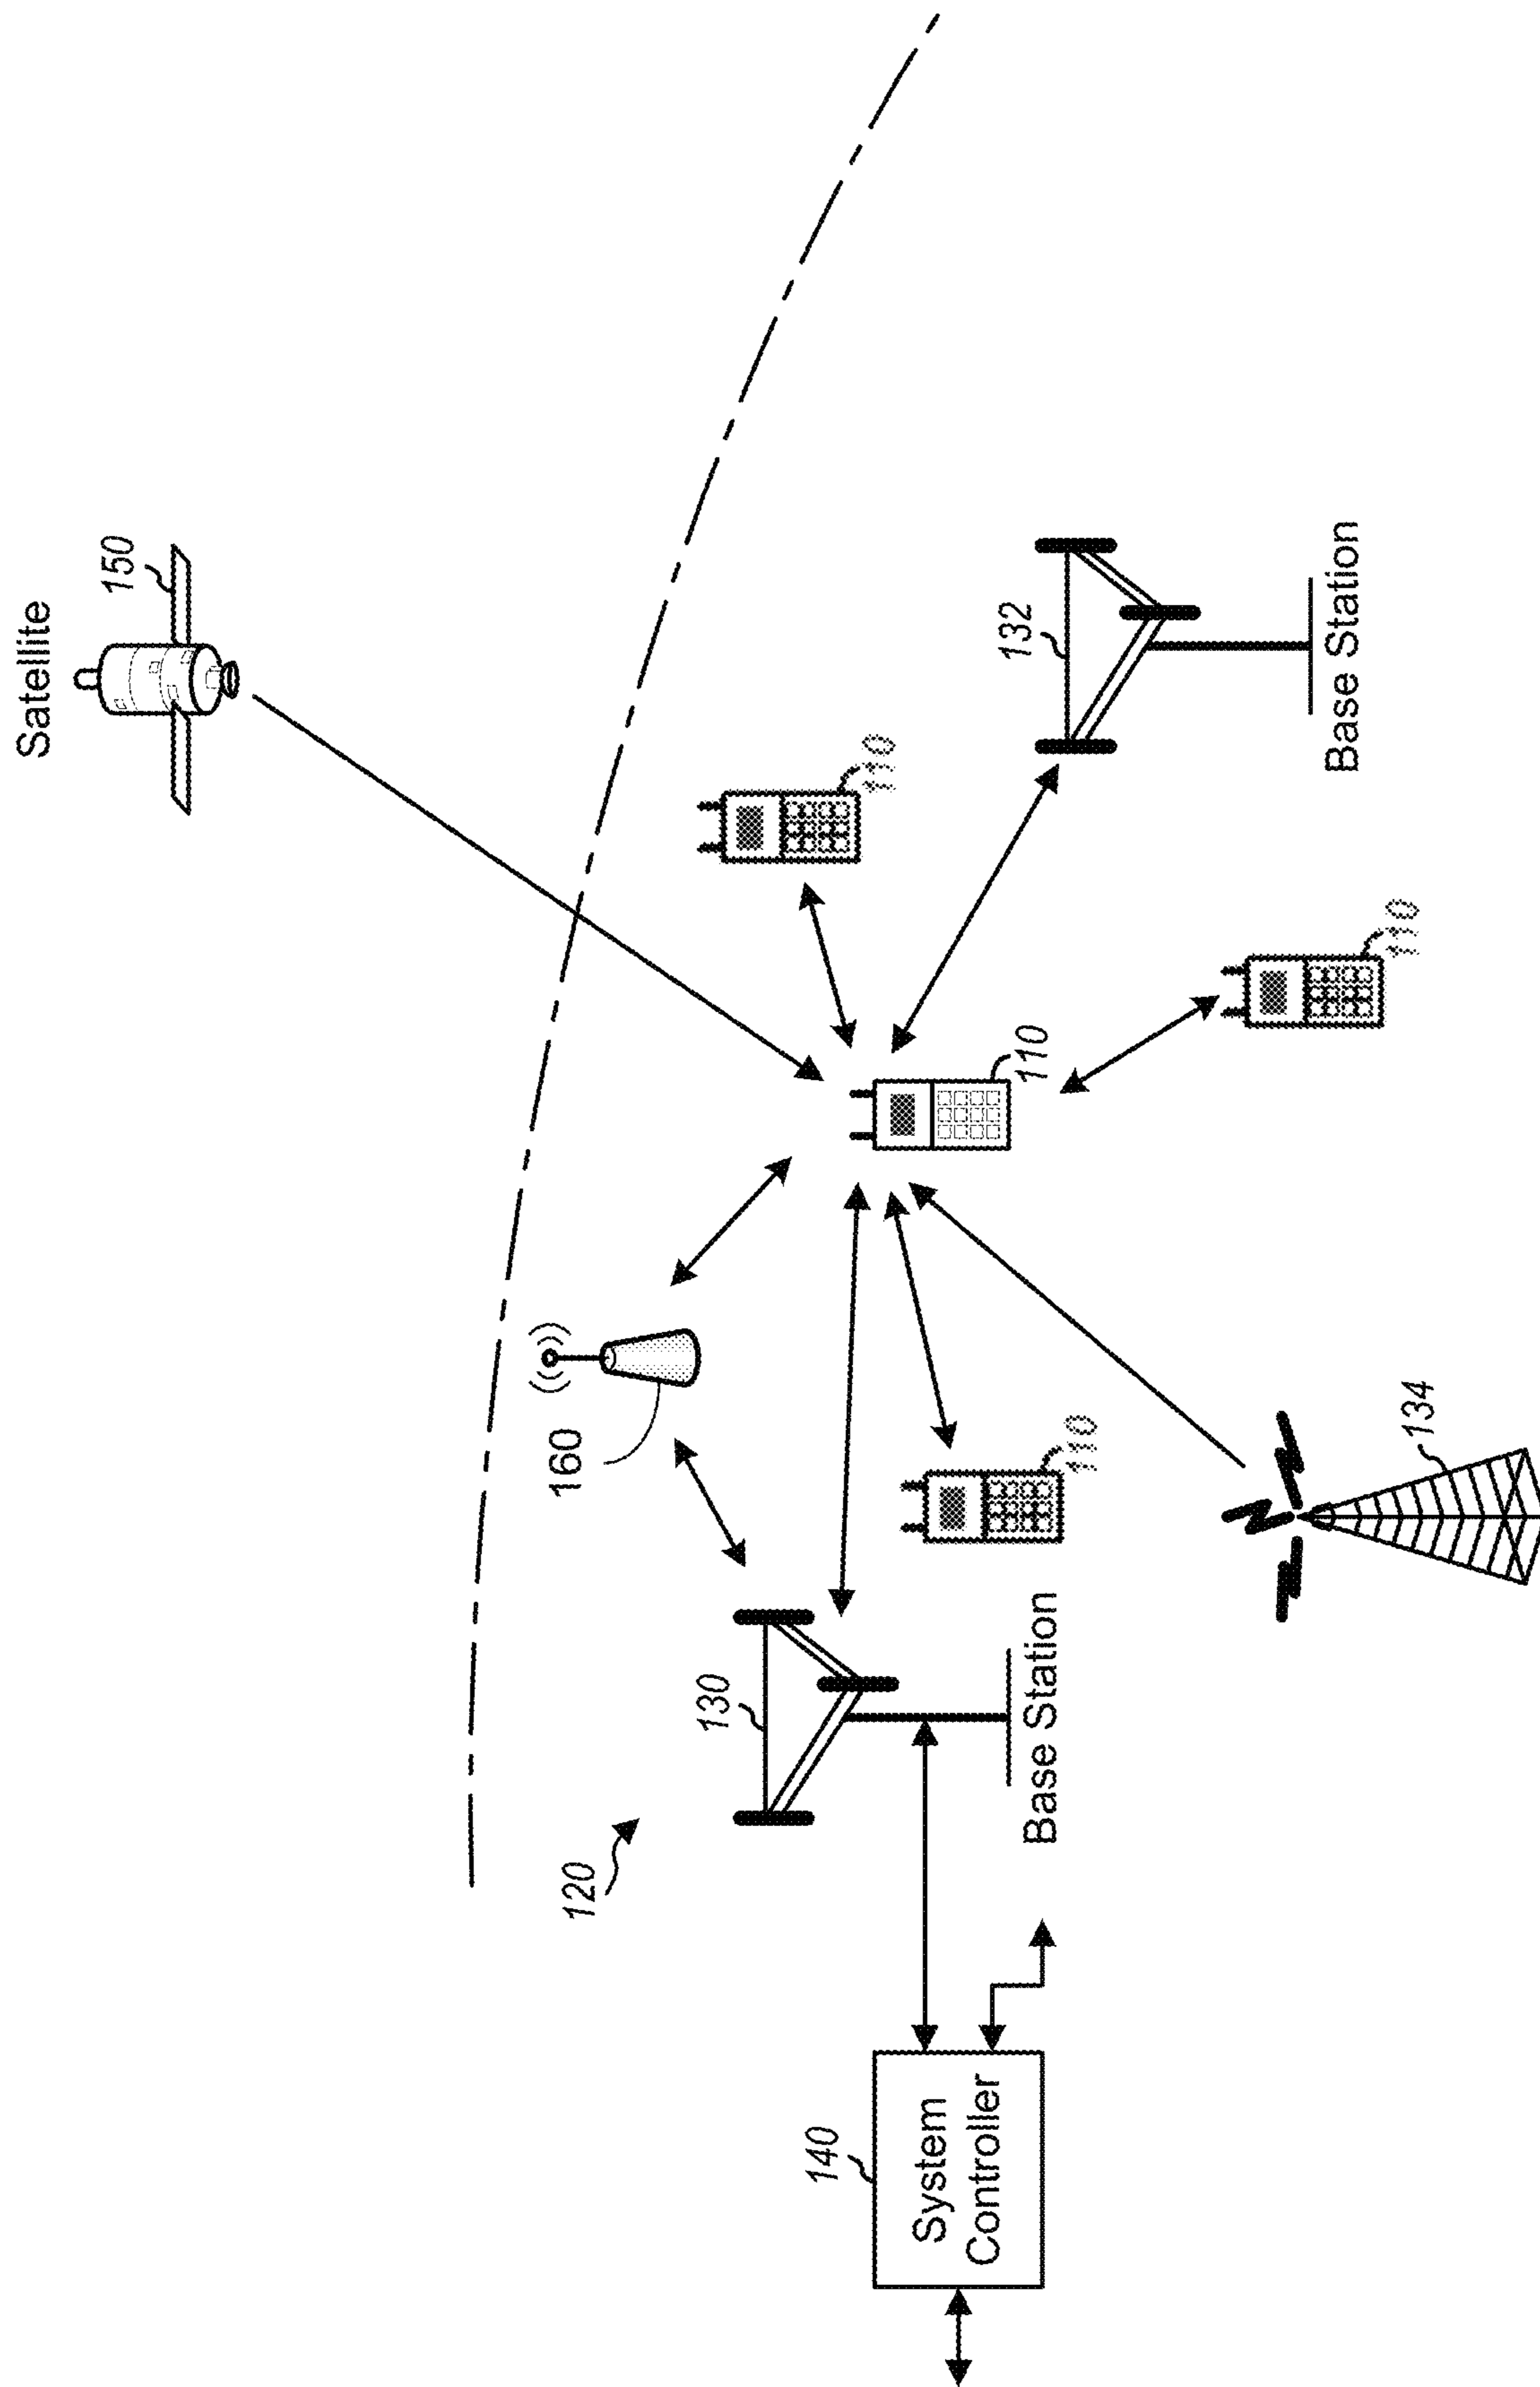 Satellite
150
160
110
120
130
110
132
110
140
System
Controller
Base Station
110
Base Station
134